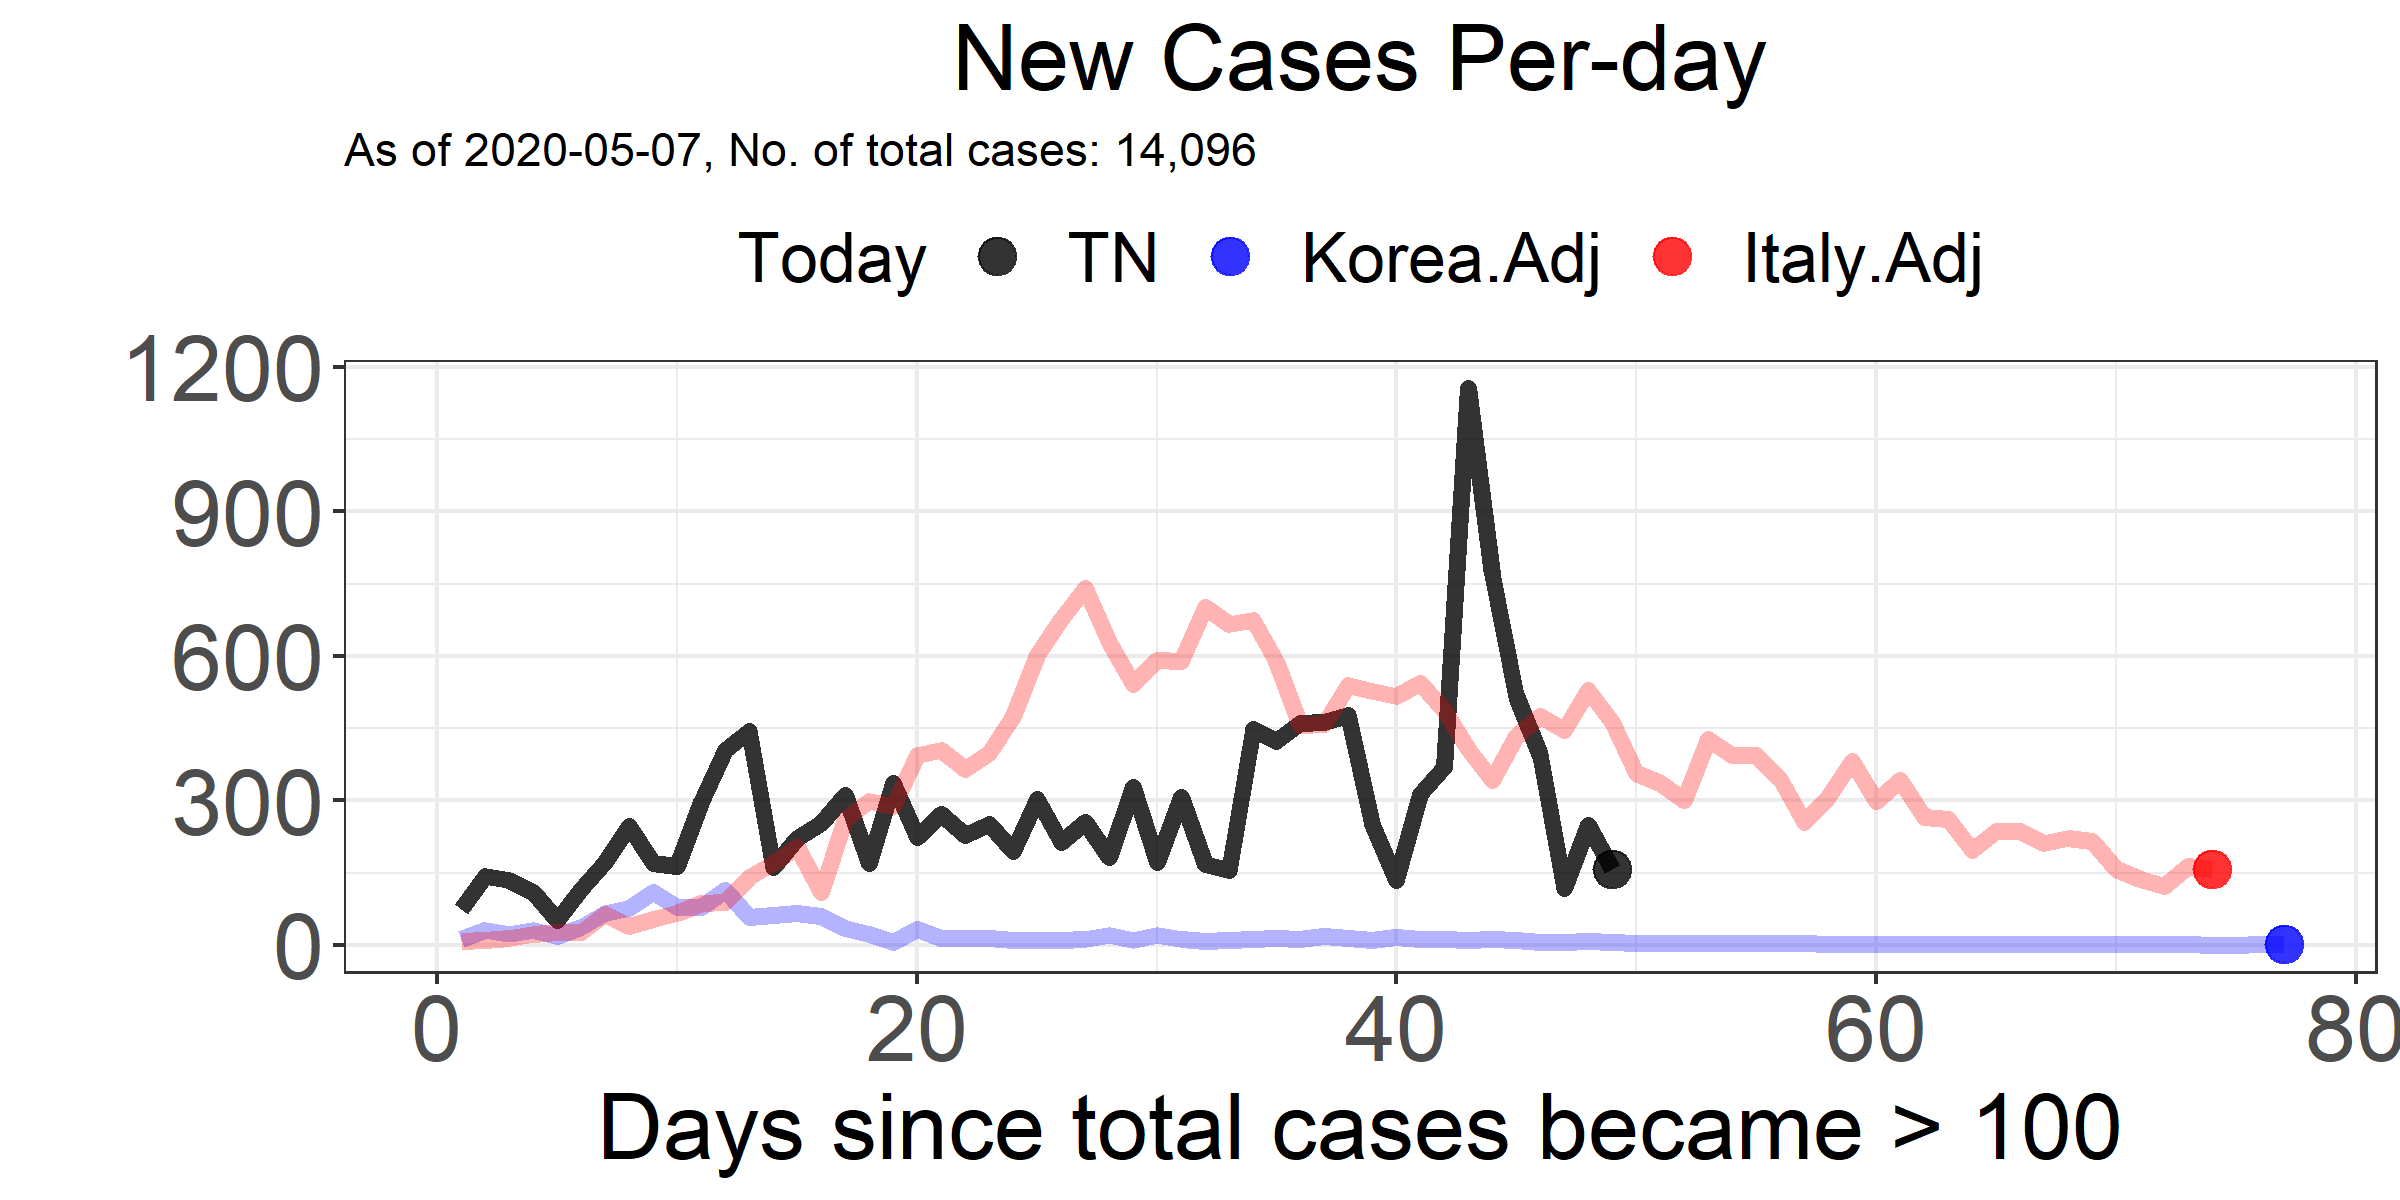 New Cases Per-day
As of 2020-05-07, No. of total cases: 14,096
Today TN Korea.Adj Italy.Adj
1200
900
600
300
0
0 20 40 60 80
Days since total cases became > 100